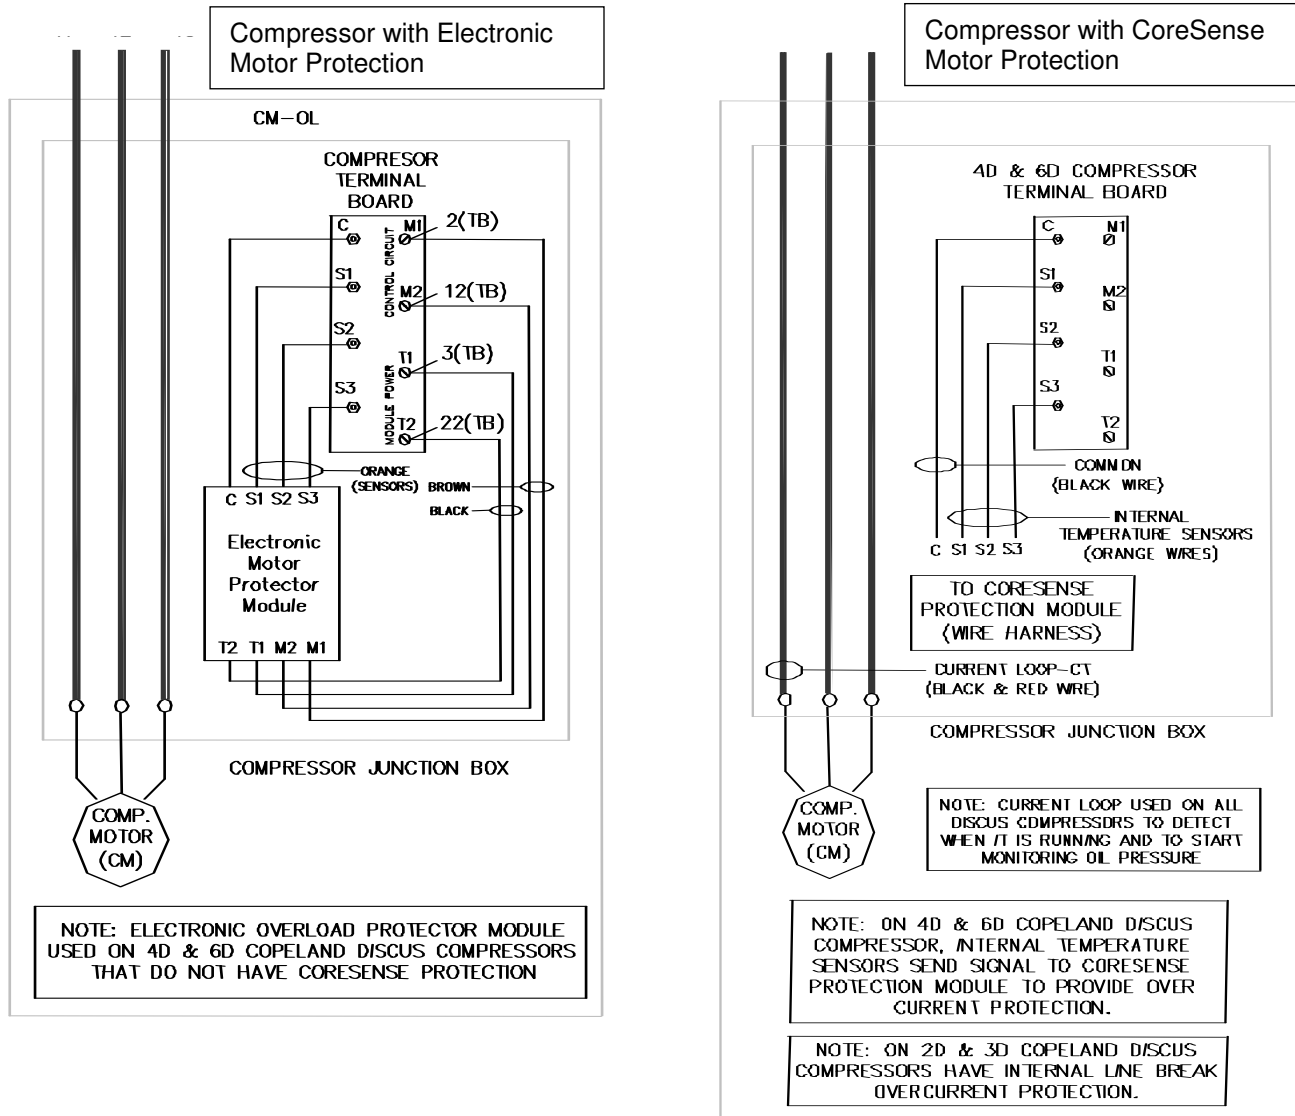 Compressor with Electronic
Motor Protection
CM-OL
COMPRESOR
TERMINAL
BOARD
C
M1
2(TB)
S1
M2
12(TB)
CONTROL CIRCUIT
S2
T1
3(TB)
S3
T2
22(TB)
MODULE POWER
ORANGE
(SENSORS)
BROWN
BLACK
C S1 S2 S3
Electronic
Motor
Protector
Module
T2 T1 M2 M1
COMPRESSOR JUNCTION BOX
COMP.
MOTOR
(CM)
NOTE: ELECTRONIC OVERLOAD PROTECTOR MODULE
USED ON 4D & 6D COPELAND DISCUS COMPRESSORS
THAT DO NOT HAVE CORESENSE PROTECTION
Compressor with CoreSense
Motor Protection
4D & 6D COMPRESSOR
TERMINAL BOARD
C
M1
S1
M2
S2
T1
S3
T2
COMMON
(BLACK WIRE)
INTERNAL
TEMPERATURE SENSORS
(ORANGE WIRES)
C S1 S2 S3
TO CORESENSE
PROTECTION MODULE
(WIRE HARNESS)
CURRENT LOOP-CT
(BLACK & RED WIRE)
COMPRESSOR JUNCTION BOX
COMP.
MOTOR
(CM)
NOTE: CURRENT LOOP USED ON ALL
DISCUS COMPRESSORS TO DETECT
WHEN IT IS RUNNING AND TO START
MONITORING OIL PRESSURE
NOTE: ON 4D & 6D COPELAND DISCUS
COMPRESSOR, INTERNAL TEMPERATURE
SENSORS SEND SIGNAL TO CORESENSE
PROTECTION MODULE TO PROVIDE OVER
CURRENT PROTECTION.
NOTE: ON 2D & 3D COPELAND DISCUS
COMPRESSORS HAVE INTERNAL LINE BREAK
OVERCURRENT PROTECTION.